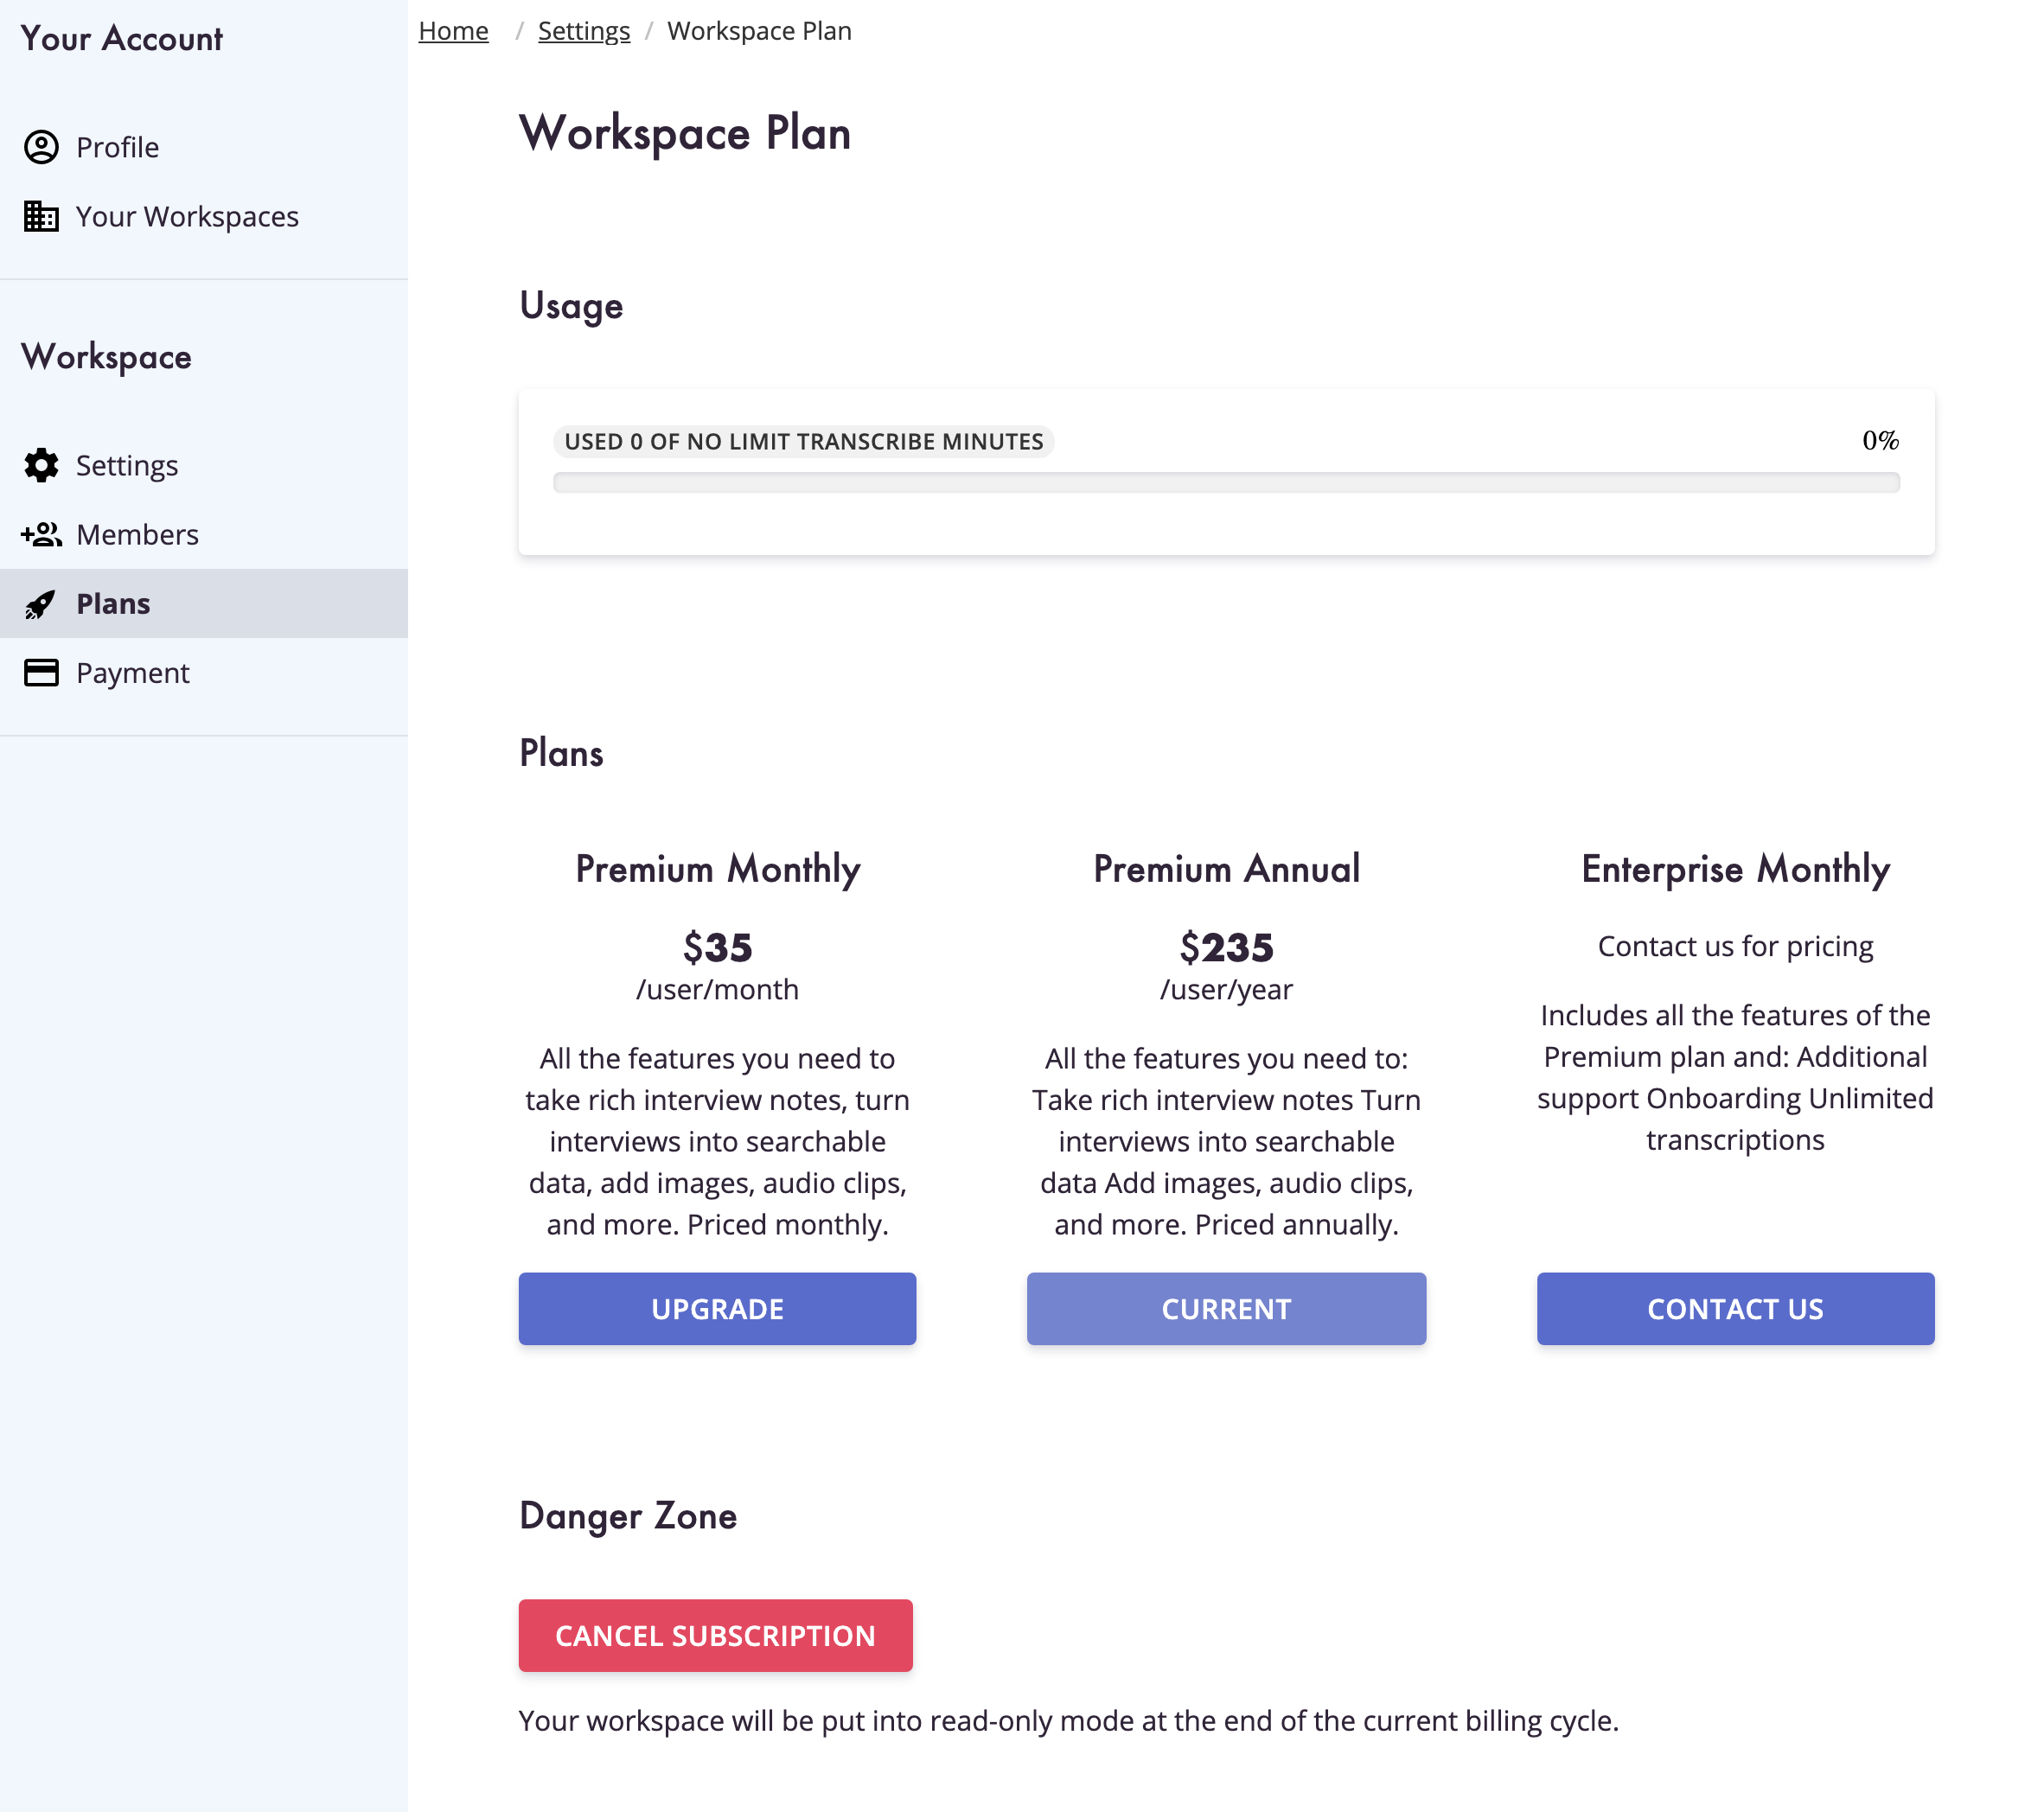 Your Account
Profile
Your Workspaces
Workspace
Settings
Members
Plans
Payment
Home / Settings / Workspace Plan
Workspace Plan
Usage
USED 0 OF NO LIMIT TRANSCRIBE MINUTES 0%
Plans
Premium Monthly
$35
/user/month
All the features you need to
take rich interview notes, turn
interviews into searchable
data, add images, audio clips,
and more. Priced monthly.
UPGRADE
Premium Annual
$235
/user/year
All the features you need to:
Take rich interview notes Turn
interviews into searchable
data Add images, audio clips,
and more. Priced annually.
CURRENT
Enterprise Monthly
Contact us for pricing
Includes all the features of the
Premium plan and: Additional
support Onboarding Unlimited
transcriptions
CONTACT US
Danger Zone
CANCEL SUBSCRIPTION
Your workspace will be put into read-only mode at the end of the current billing cycle.